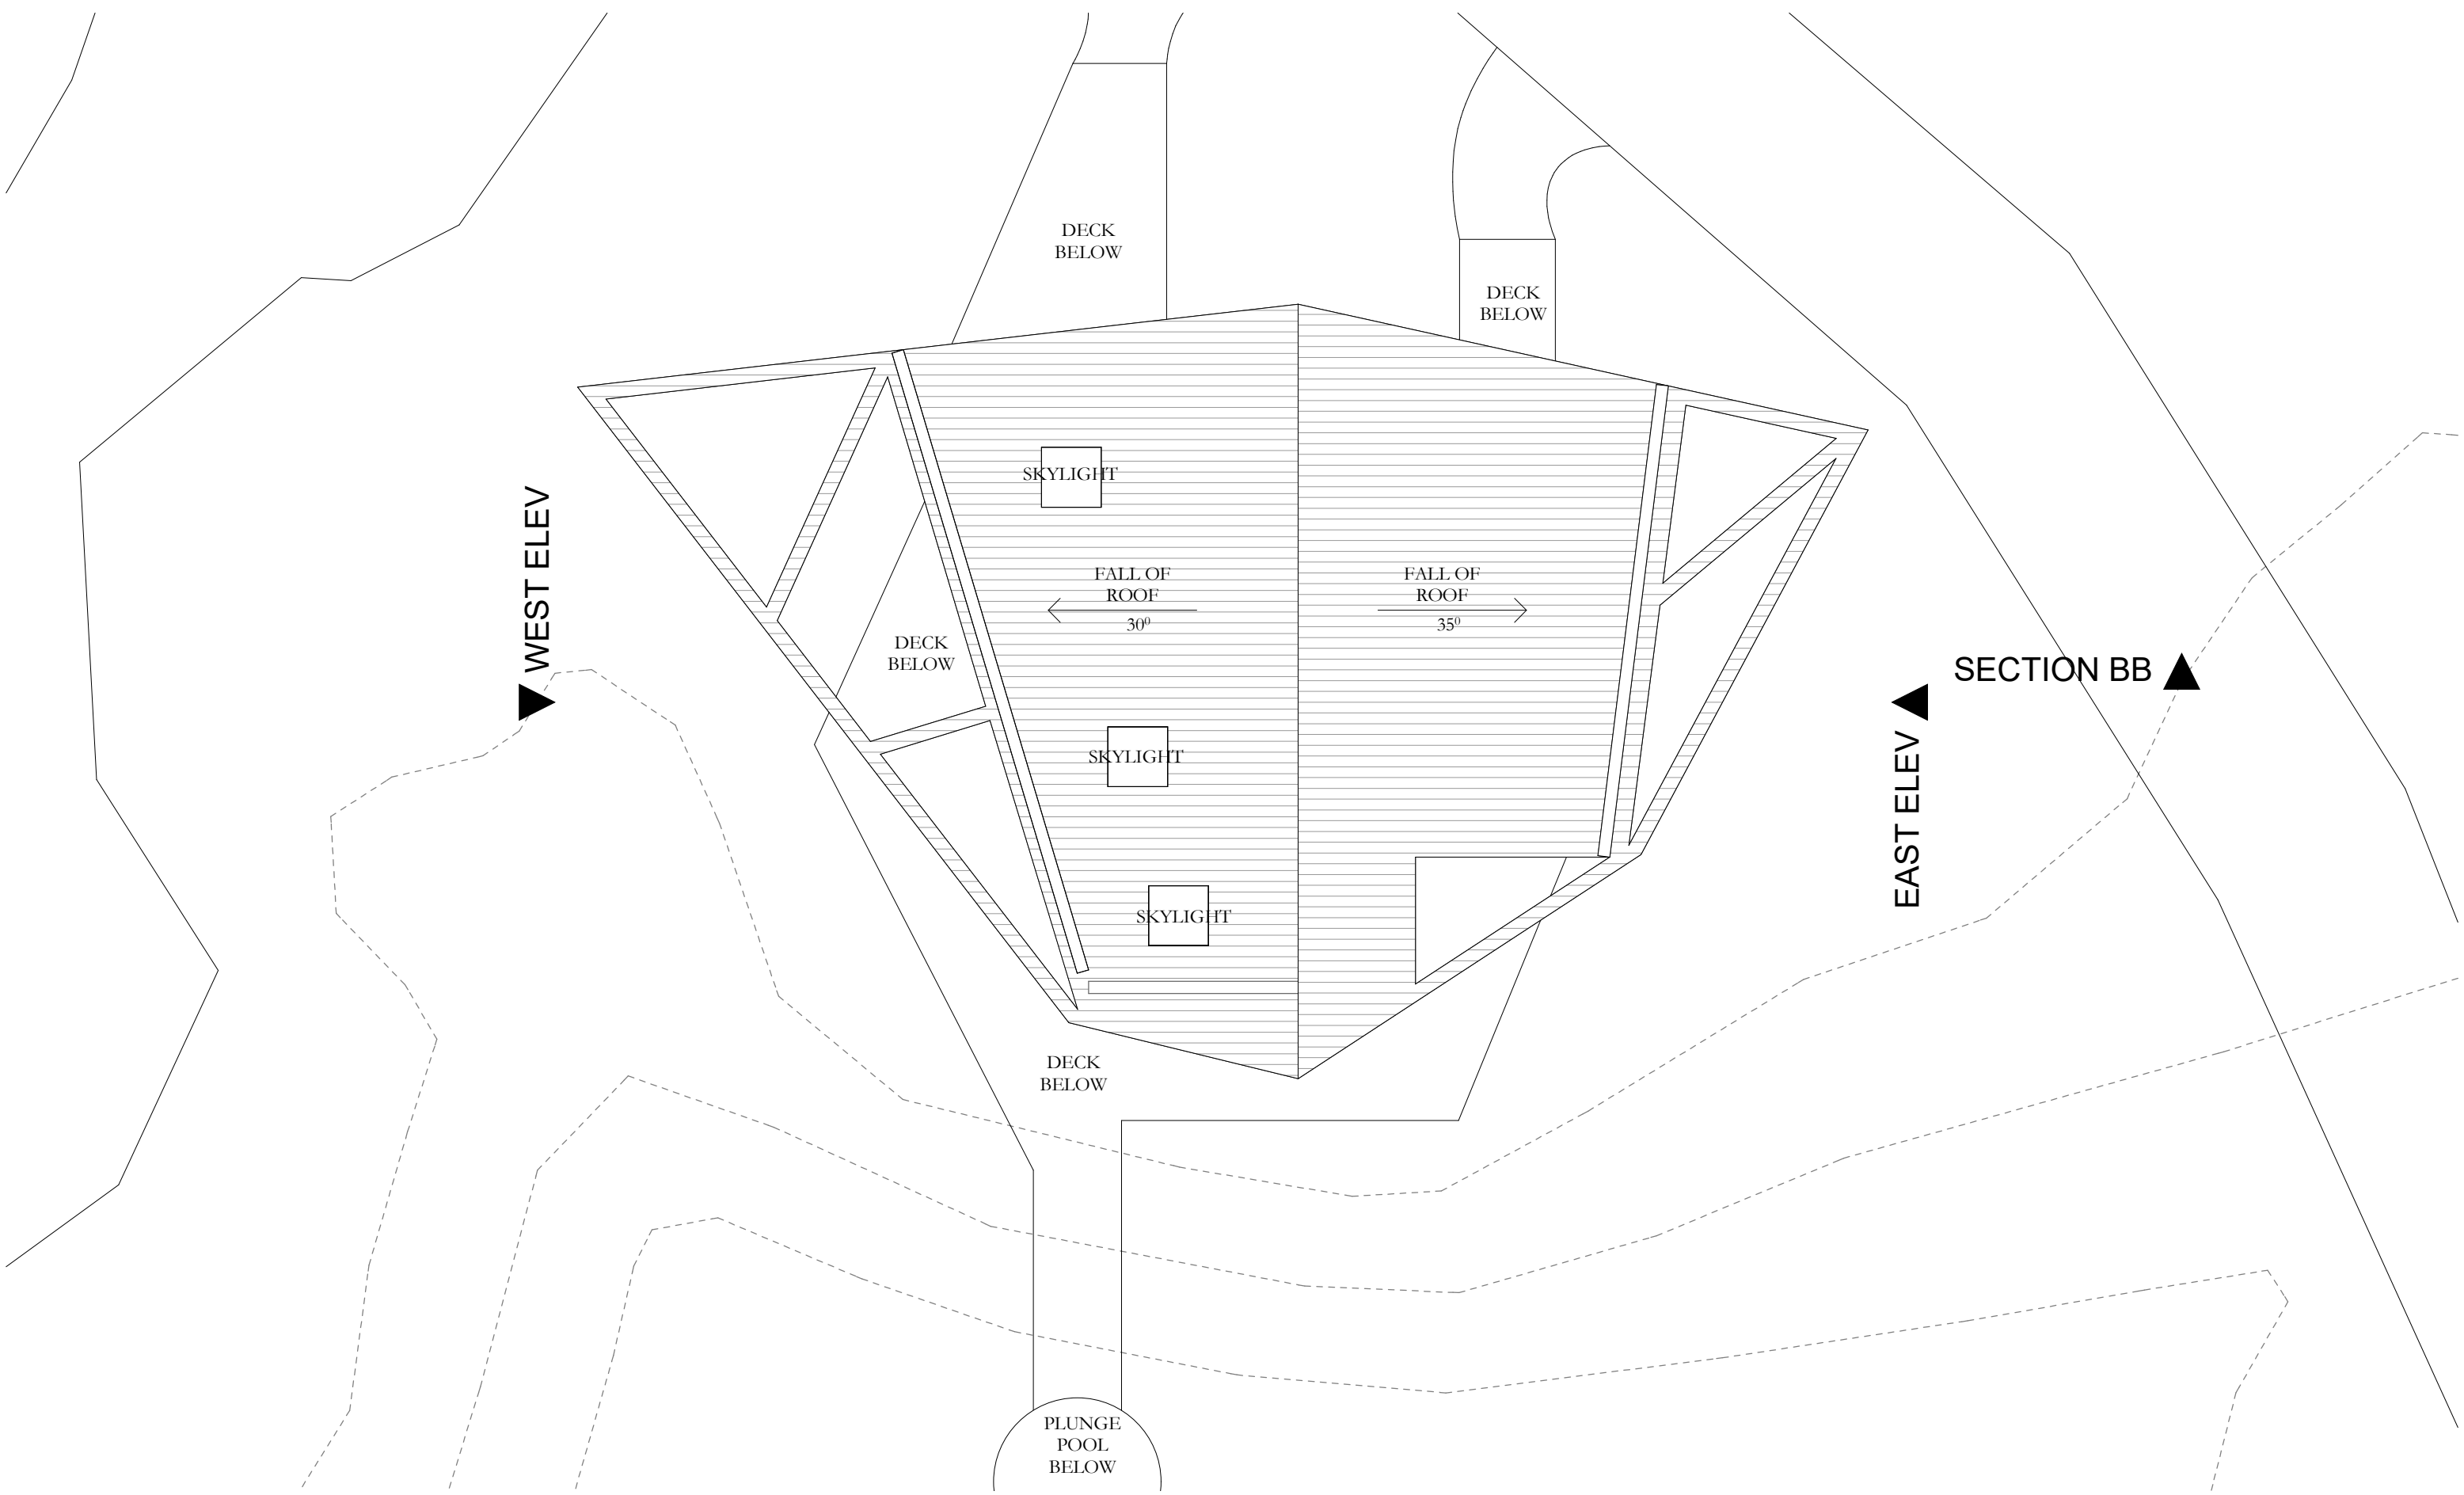 DECK
BELOW
DECK
BELOW
SKYLIGHT
WEST ELEV
FALL OF
ROOF
30⁰
FALL OF
ROOF
35⁰
DECK
BELOW
SECTION BB
SKYLIGHT
EAST ELEV
SKYLIGHT
DECK
BELOW
PLUNGE
POOL
BELOW